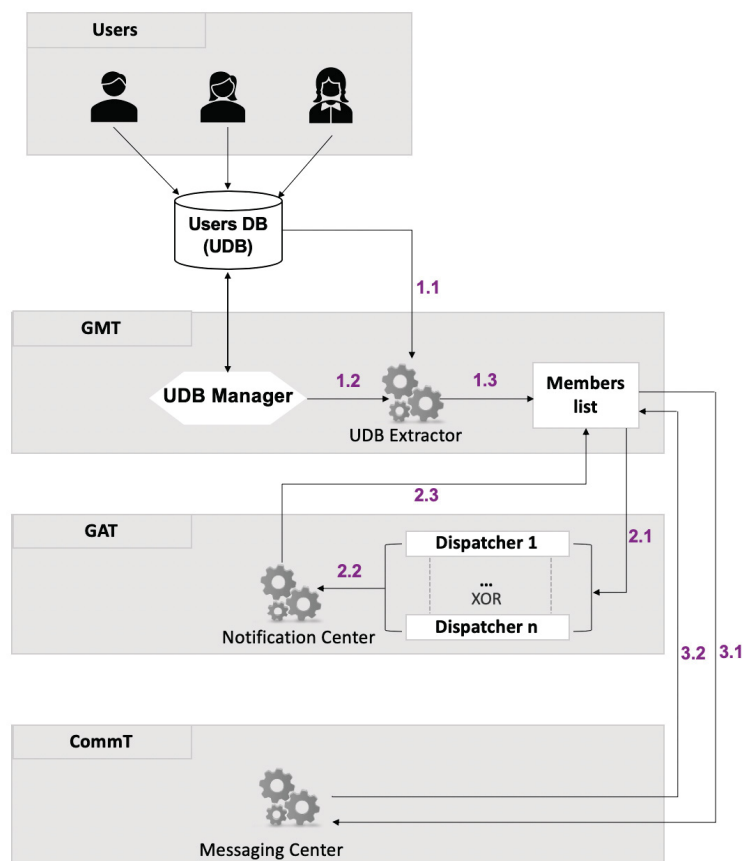 Users
Users DB
(UDB)
1.1
GMT
UDB Manager
1.2
UDB Extractor
1.3
Members
list
2.3
GAT
2.1
Dispatcher 1
2.2
...
XOR
Notification Center
Dispatcher n
3.2
3.1
CommT
Messaging Center